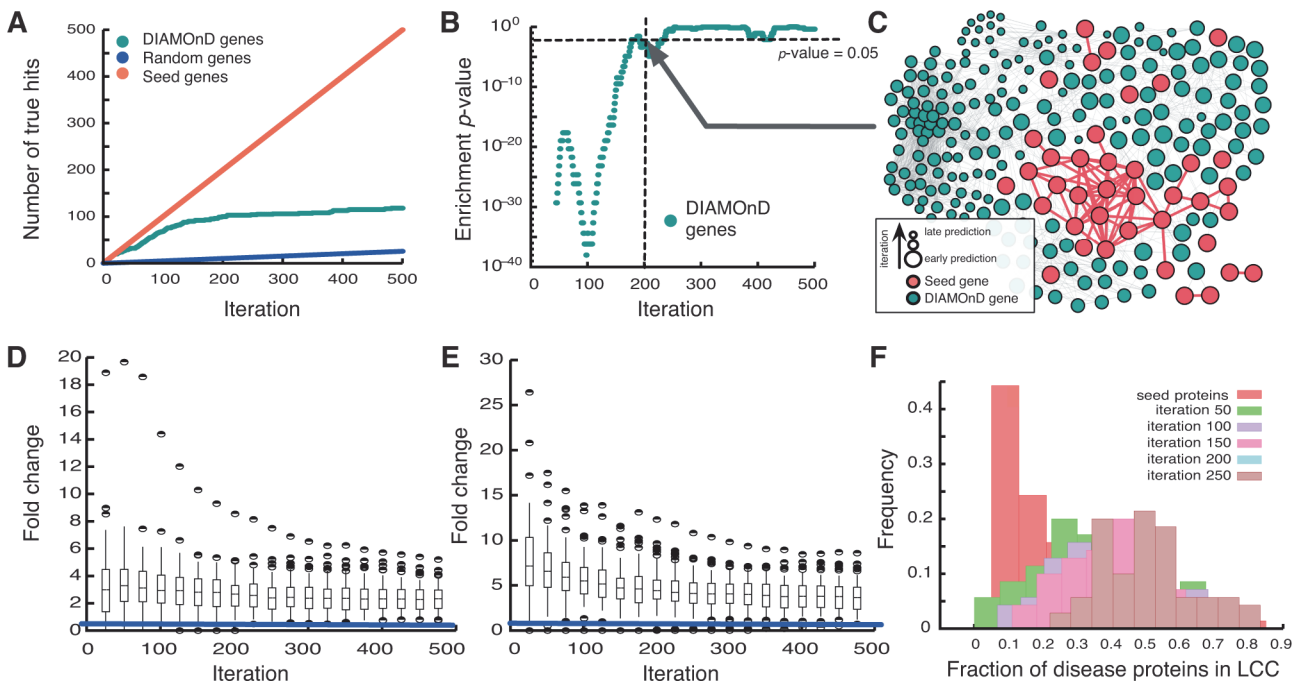 A
Number of true hits
500
400
300
200
100
0
DIAMOnD genes
Random genes
Seed genes
0 100 200 300 400 500
Iteration
B
Enrichment p-value
10^0
10^-10
10^-20
10^-30
10^-40
p-value = 0.05
DIAMOnD
genes
0 100 200 300 400 500
Iteration
C
iteration
late prediction
early prediction
Seed gene
DIAMOnD gene
D
Fold change
20
18
16
14
12
10
8
6
4
2
0
0 100 200 300 400 500
Iteration
E
Fold change
30
25
20
15
10
5
0
0 100 200 300 400 500
Iteration
F
Frequency
0.4
0.3
0.2
0.1
0
seed proteins
iteration 50
iteration 100
iteration 150
iteration 200
iteration 250
0 0.1 0.2 0.3 0.4 0.5 0.6 0.7 0.8 0.9
Fraction of disease proteins in LCC